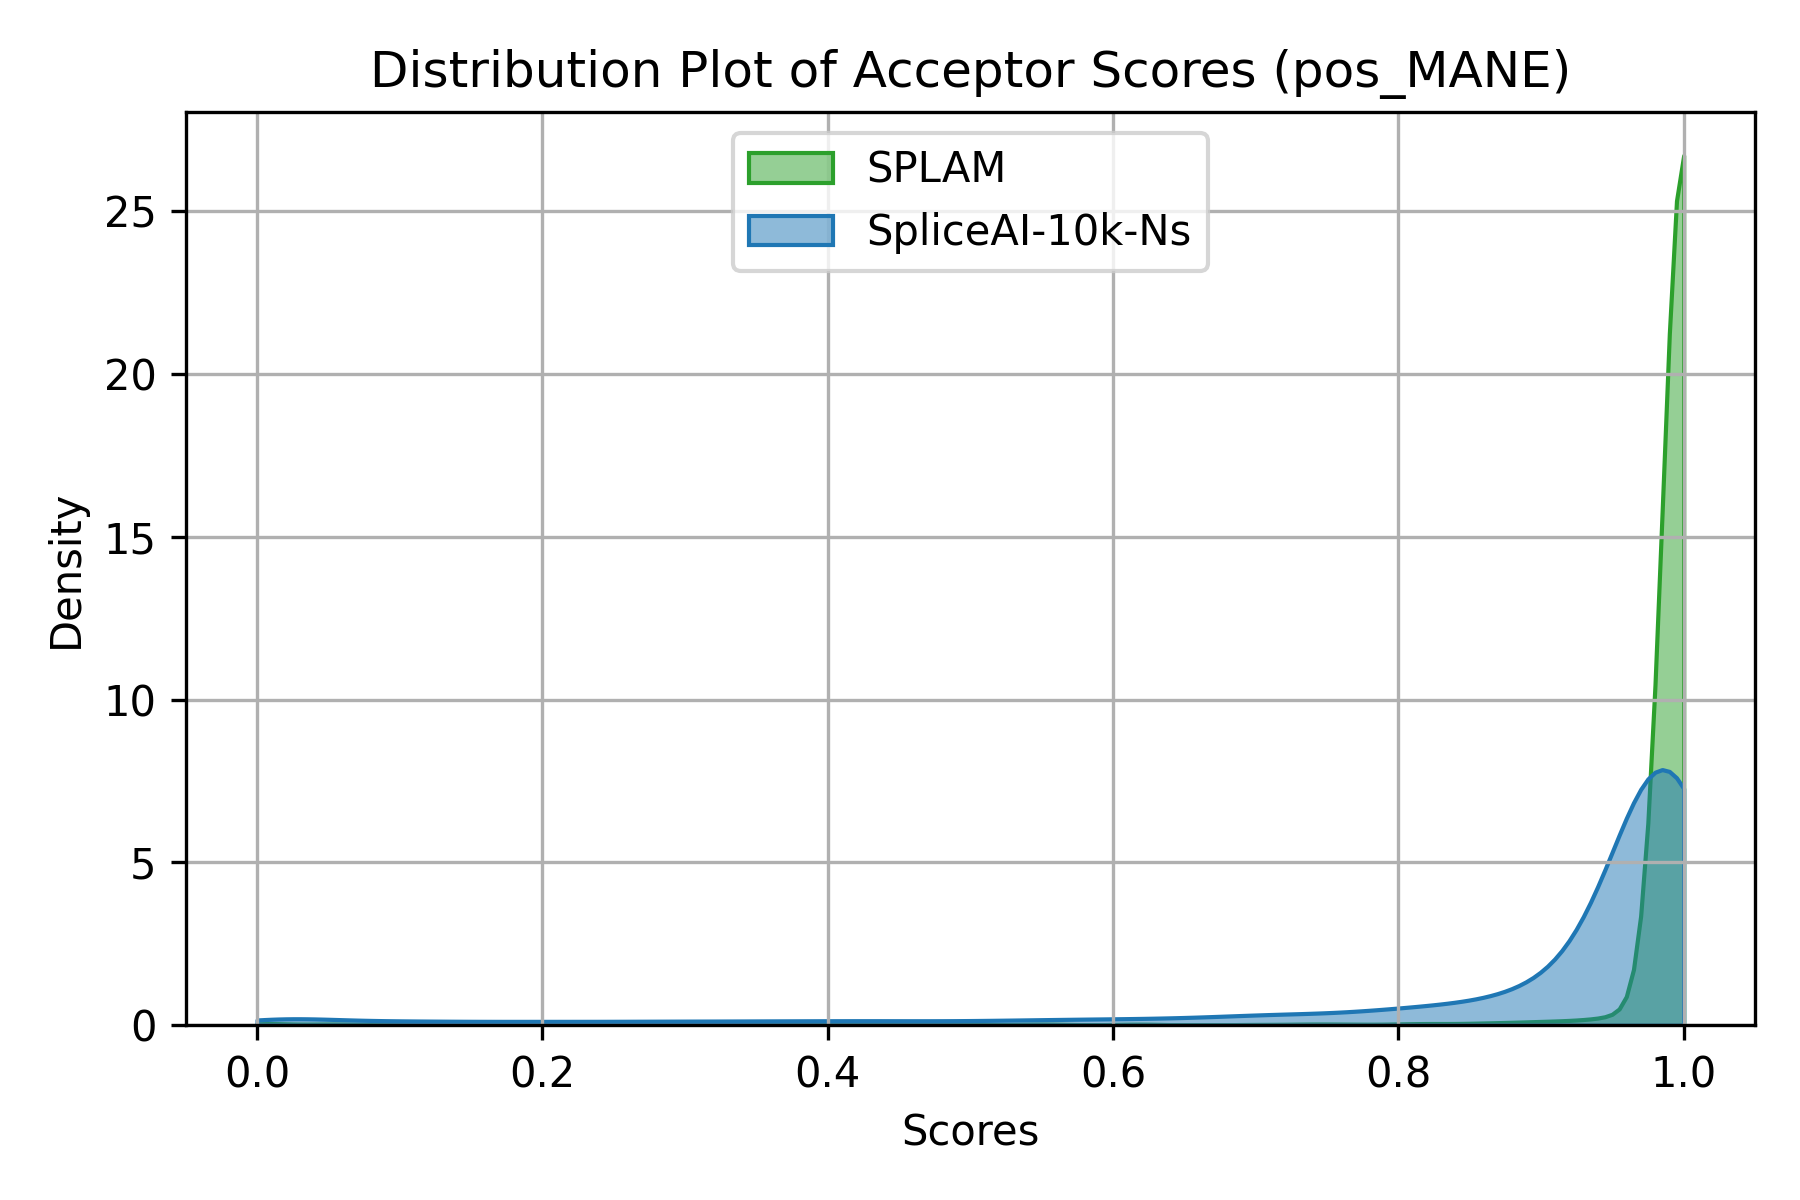 Distribution Plot of Acceptor Scores (pos_MANE)
SPLAM
SpliceAI-10k-Ns
25
20
15
10
5
0
Density
0.0 0.2 0.4 0.6 0.8 1.0
Scores